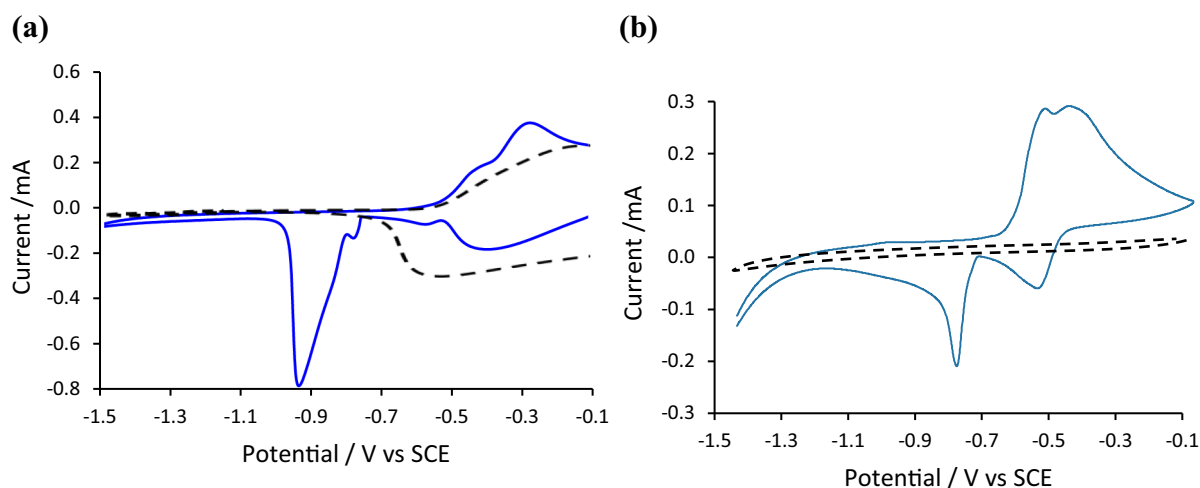 (a)
0.6
0.4
0.2
0.0
-0.2
-0.4
-0.6
-0.8
Current /mA
-1.5 -1.3 -1.1 -0.9 -0.7 -0.5 -0.3 -0.1
Potential / V vs SCE
(b)
0.3
0.2
0.1
0.0
-0.1
-0.2
-0.3
Current /mA
-1.5 -1.3 -1.1 -0.9 -0.7 -0.5 -0.3 -0.1
Potential / V vs SCE